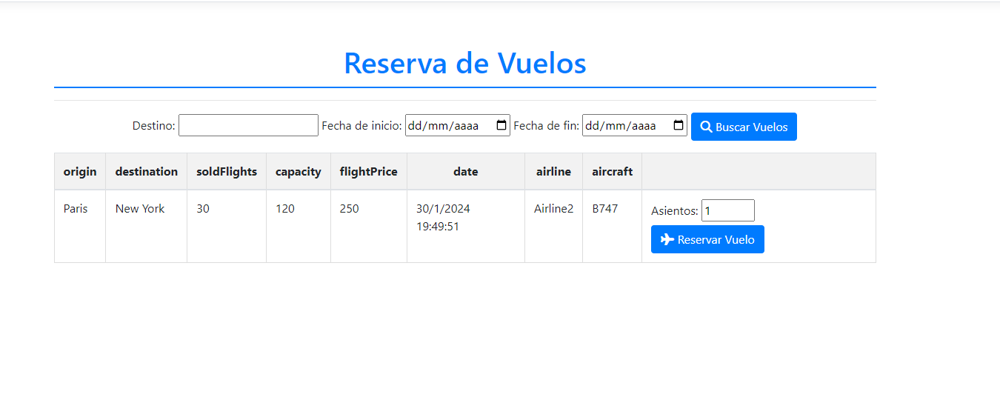 Reserva de Vuelos
Destino: Fecha de inicio: dd/mm/aaaa Fecha de fin: dd/mm/aaaa Buscar Vuelos
origin destination soldFlights capacity flightPrice date airline aircraft
Paris New York 30 120 250 30/1/2024 19:49:51 Airline2 B747 Asientos: 1
Reservar Vuelo